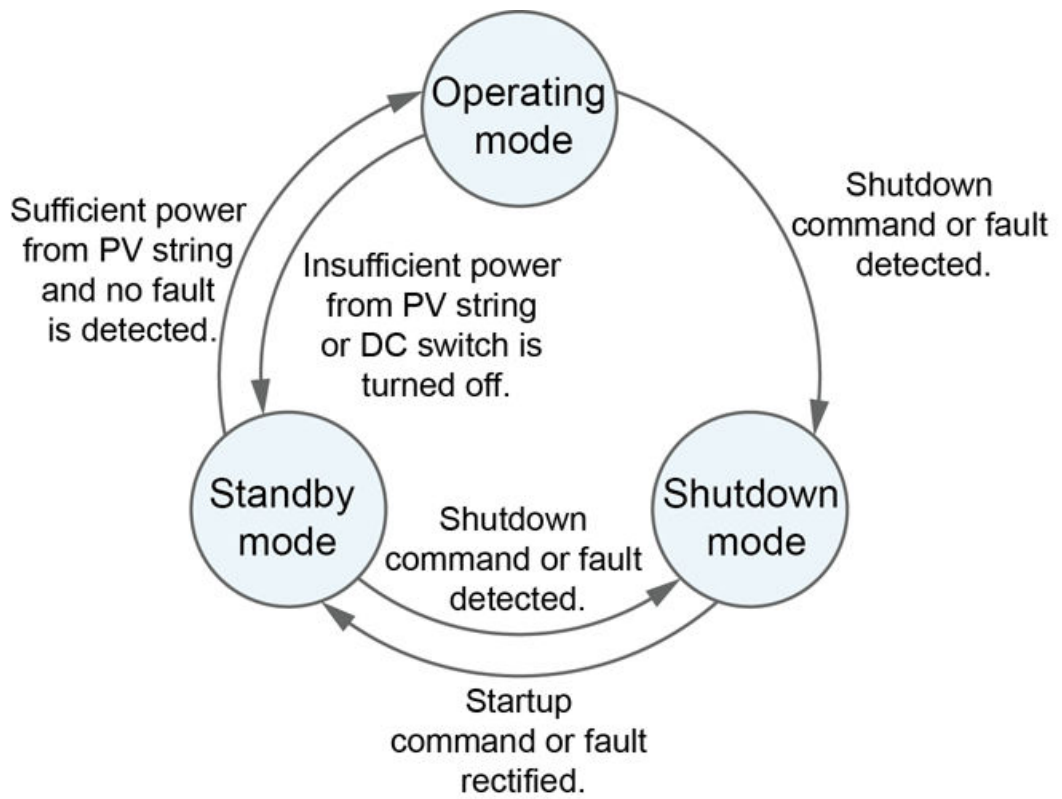 Operating
mode
Sufficient power
from PV string
and no fault
is detected.
Insufficient power
from PV string
or DC switch is
turned off.
Shutdown
command or fault
detected.
Standby
mode
Shutdown
command or fault
detected.
Shutdown
mode
Startup
command or fault
rectified.